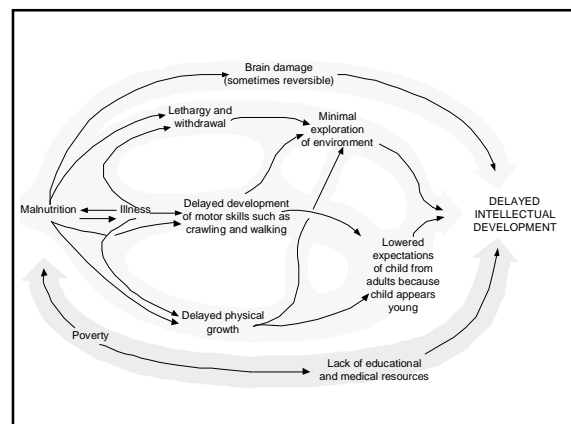 Brain damage
(sometimes reversible)
Lethargy and
withdrawal
Minimal
exploration
of environment
Malnutrition
Illness
Delayed development
of motor skills such as
crawling and walking
DELAYED
INTELLECTUAL
DEVELOPMENT
Lowered
expectations
of child from
adults because
child appears
young
Delayed physical
growth
Poverty
Lack of educational
and medical resources